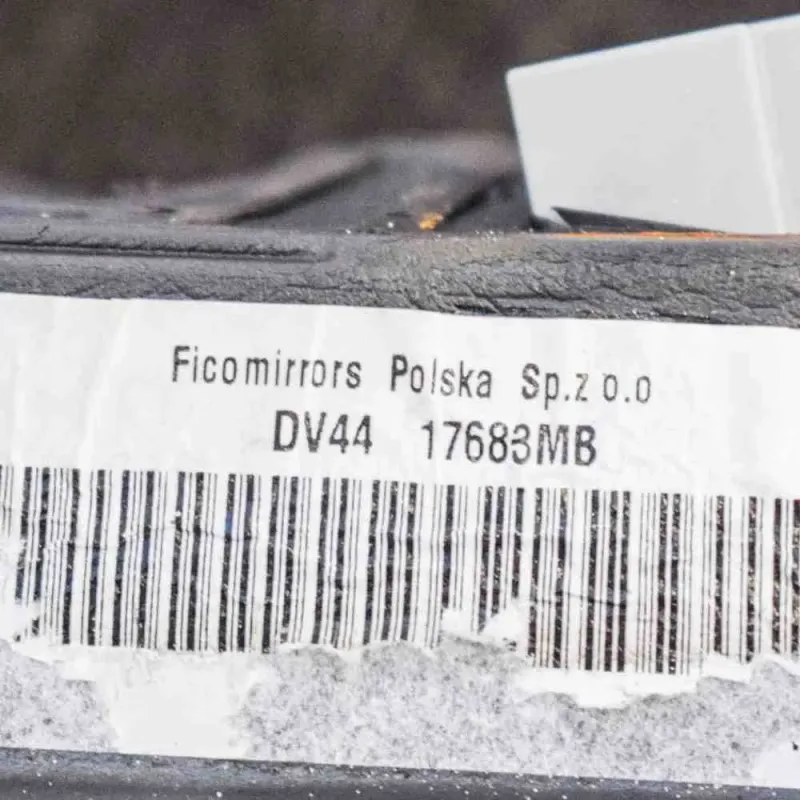 Ficomirrors Polska Sp.z o.o
DV44 17683MB